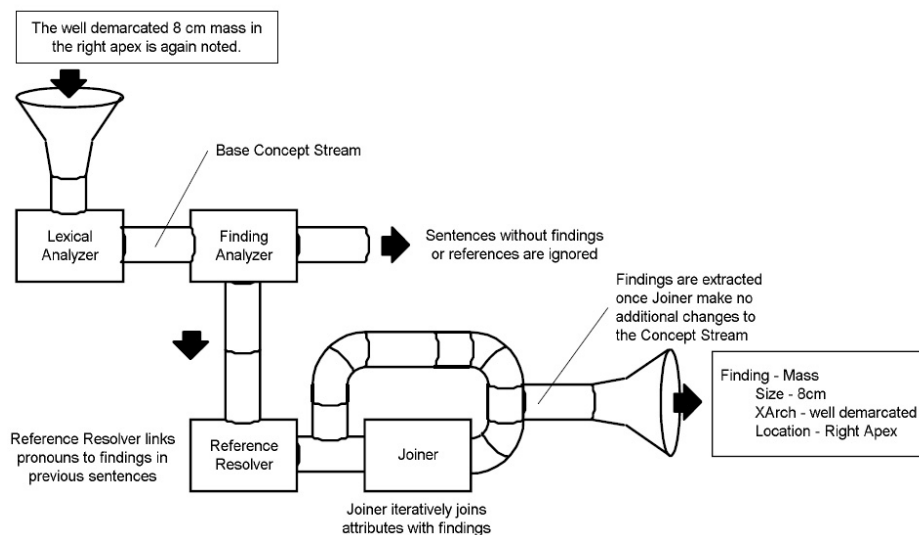 The well demarcated 8 cm mass in
the right apex is again noted.
Base Concept Stream
Lexical
Analyzer
Finding
Analyzer
Sentences without findings
or references are ignored
Findings are extracted
once Joiner make no
additional changes to
the Concept Stream
Finding - Mass
Size - 8cm
XArch - well demarcated
Location - Right Apex
Reference Resolver links
pronouns to findings in
previous sentences
Reference
Resolver
Joiner
Joiner iteratively joins
attributes with findings